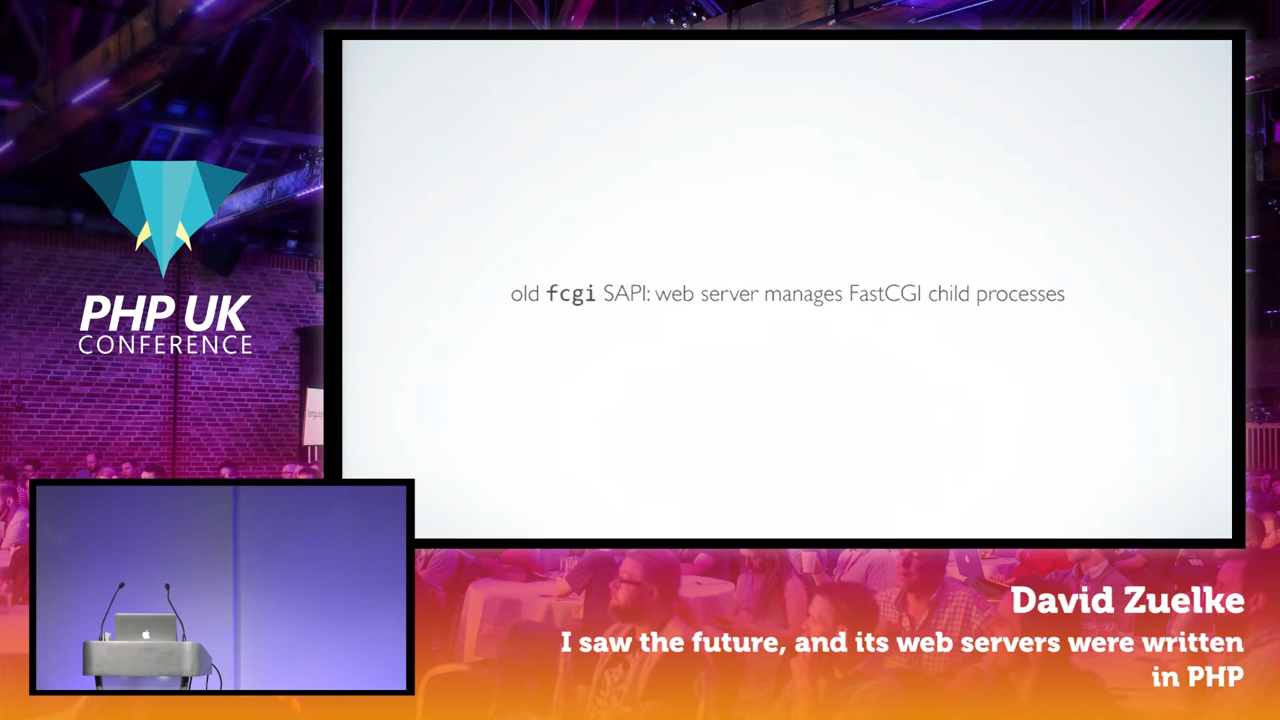 old fcgi SAPI: web server manages FastCGI child processes
PHP UK
CONFERENCE
David Zuelke
I saw the future, and its web servers were written
in PHP